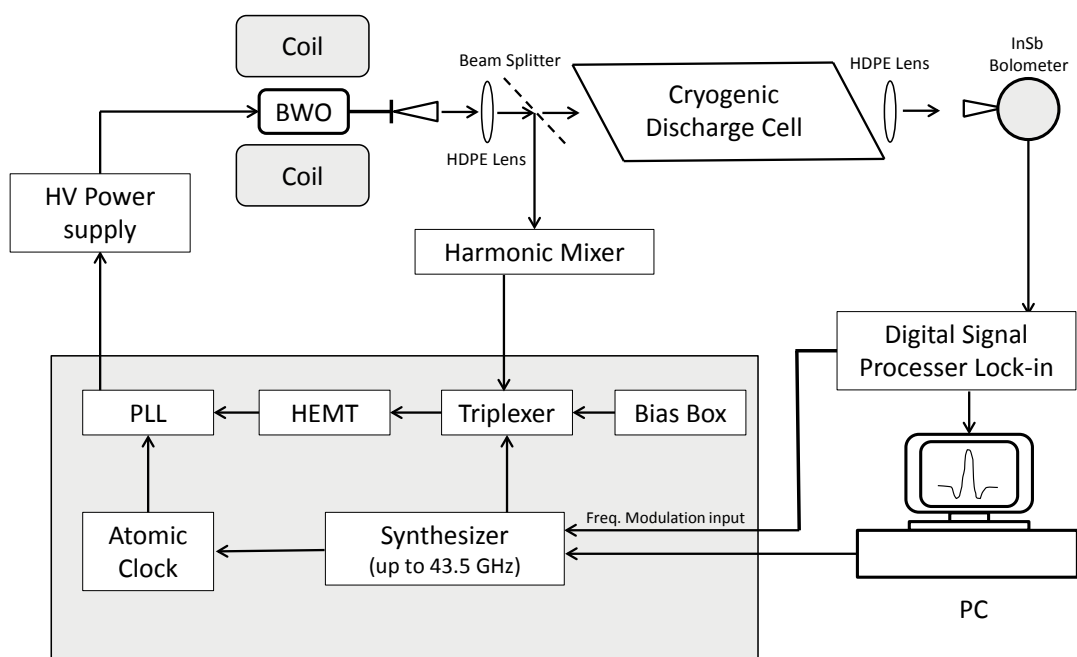 Coil
BWO
Coil
Beam Splitter
HDPE Lens
Cryogenic
Discharge Cell
HDPE Lens
InSb
Bolometer
HV Power
supply
Harmonic Mixer
Digital Signal
Processer Lock-in
PLL
HEMT
Triplexer
Bias Box
Atomic
Clock
Synthesizer
(up to 43.5 GHz)
Freq. Modulation input
PC